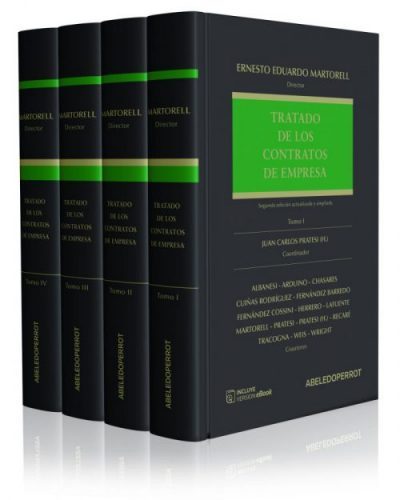 MARTORELL
Director
TRATADO
DE LOS
CONTRATOS
DE EMPRESA
Tomo IV
ABELEDOPERROT
MARTORELL
Director
TRATADO
DE LOS
CONTRATOS
DE EMPRESA
Tomo III
ABELEDOPERROT
MARTORELL
Director
TRATADO
DE LOS
CONTRATOS
DE EMPRESA
Tomo II
ABELEDOPERROT
MARTORELL
Director
TRATADO
DE LOS
CONTRATOS
DE EMPRESA
Tomo I
ABELEDOPERROT
ERNESTO EDUARDO MARTORELL
Director
TRATADO
DE LOS
CONTRATOS
DE EMPRESA
Segunda edición actualizada y ampliada
Tomo I
JUAN CARLOS PRATESI (H.)
Coordinador
ALBANESI - ARDUINO - CHASARES
GUIÑAS RODRÍGUEZ - FERNÁNDEZ BARREDO
FERNÁNDEZ COSSINI - HERRERO - LAFUENTE
MARTORELL - PRATESI - PRATESI (H.) - RECARÉ
TRACOGNA - WEIS - WRIGHT
Coautores
INCLUYE
VERSIÓN eBook
ABELEDOPERROT